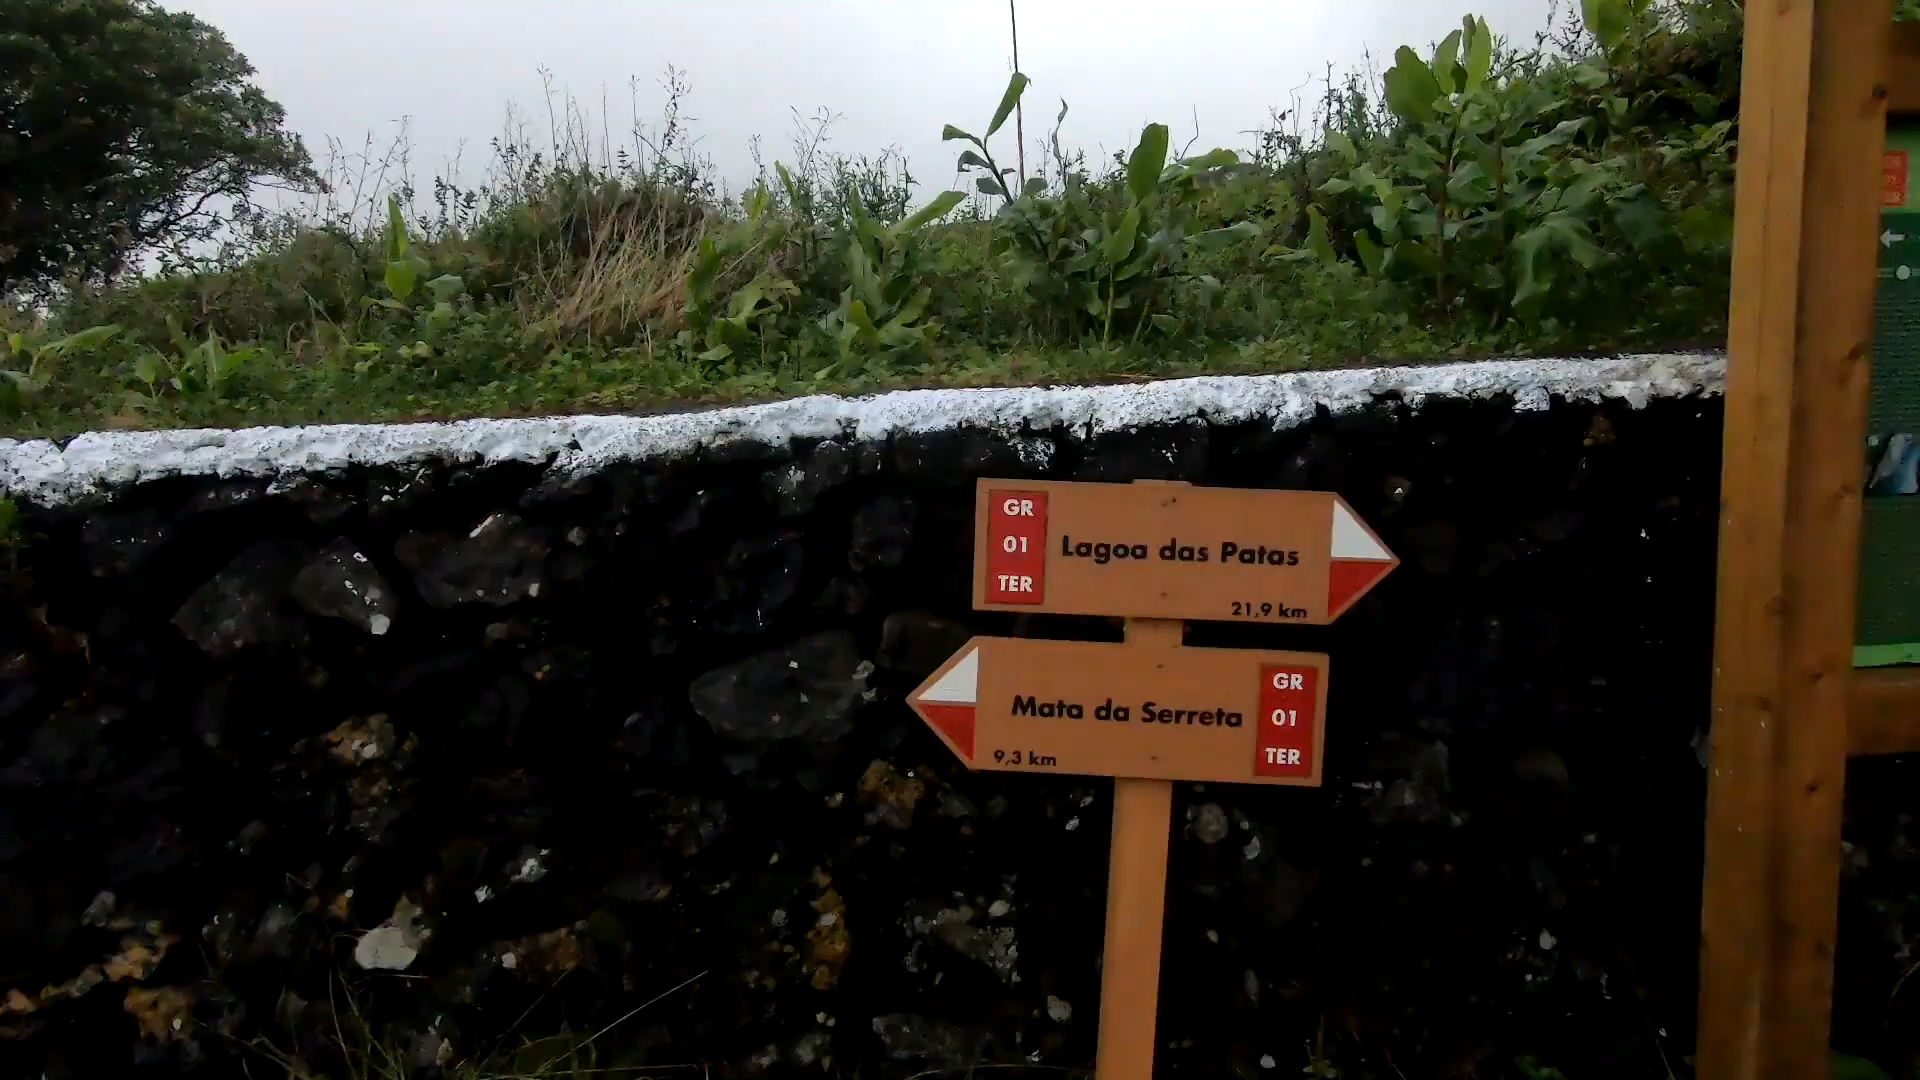 GR
01
TER
Lagoa das Patas
21,9 km
Mata da Serreta
9,3 km
GR
01
TER